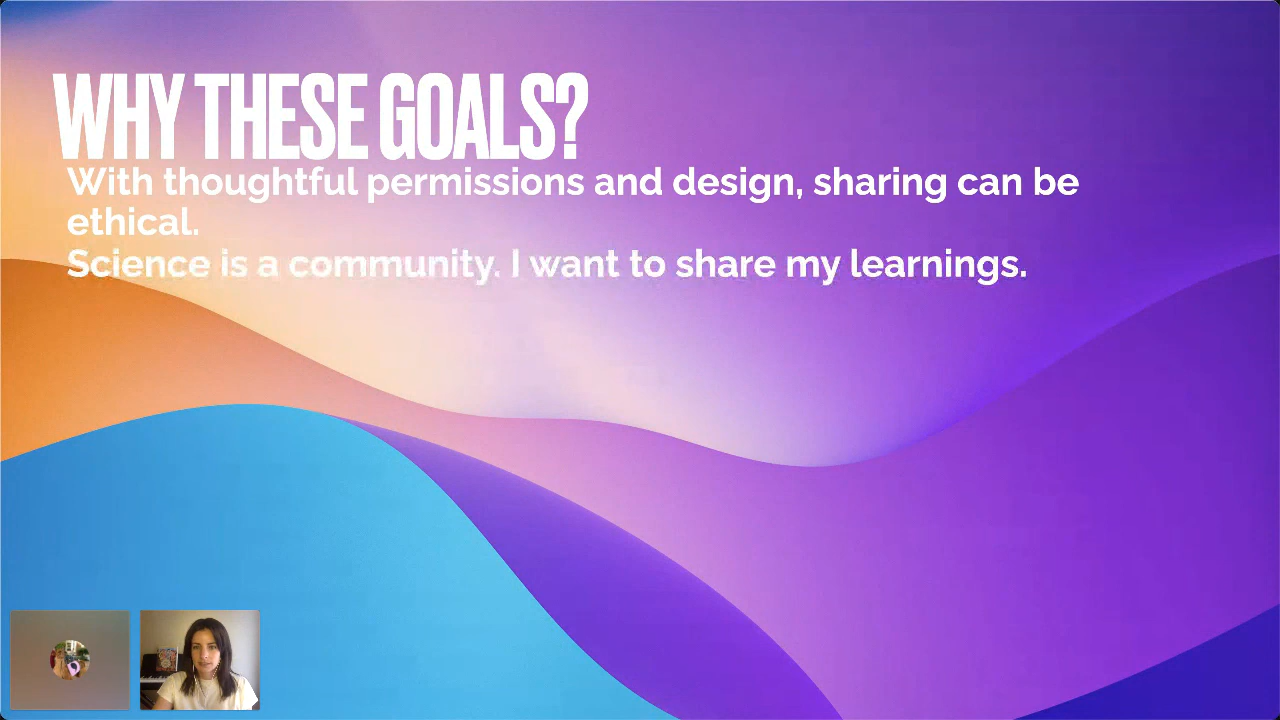 WHY THESE GOALS?
With thoughtful permissions and design, sharing can be
ethical.
Science is a community. I want to share my learnings.